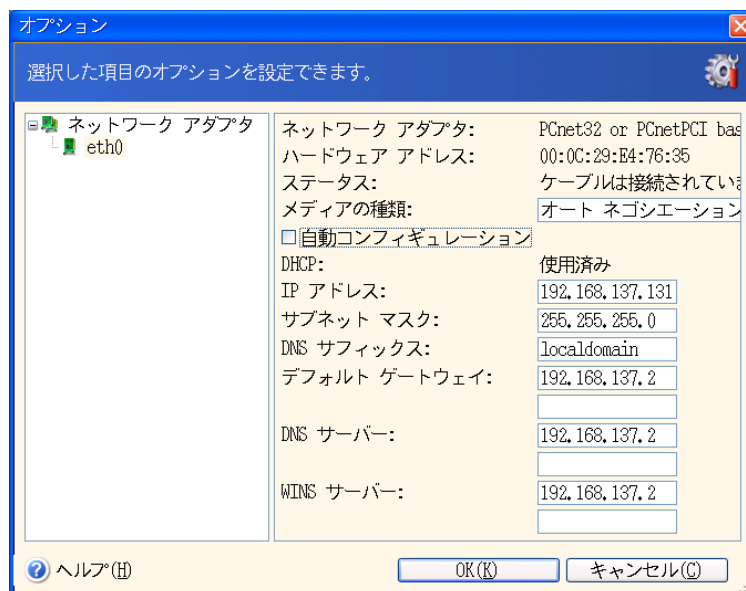 オプション
選択した項目のオプションを設定できます。
ネットワーク アダプタ
eth0
ネットワーク アダプタ: PCnet32 or PCnetPCI bas
ハードウェア アドレス: 00:0C:29:E4:76:35
ステータス: ケーブルは接続されていま
メディアの種類: オート ネゴシエーション
自動コンフィギュレーション
DHCP: 使用済み
IP アドレス: 192.168.137.131
サブネット マスク: 255.255.255.0
DNS サフィックス: localdomain
デフォルト ゲートウェイ: 192.168.137.2
DNS サーバー: 192.168.137.2
WINS サーバー: 192.168.137.2
ヘルプ(H) OK(K) キャンセル(C)